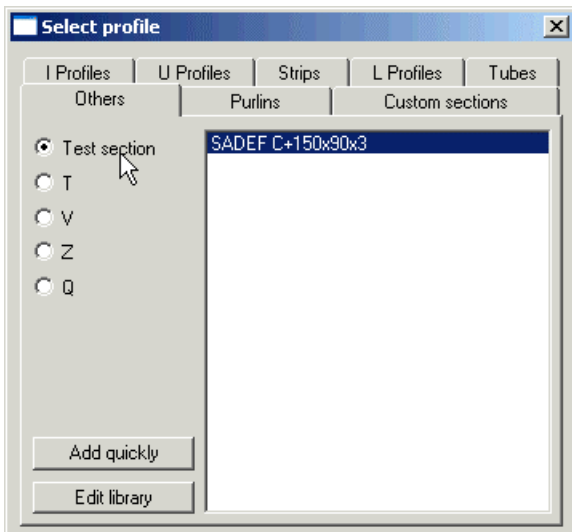 Select profile
I Profiles U Profiles Strips L Profiles Tubes
Others Purlins Custom sections
Test section
T
V
Z
Q
SADEF C+150x90x3
Add quickly
Edit library